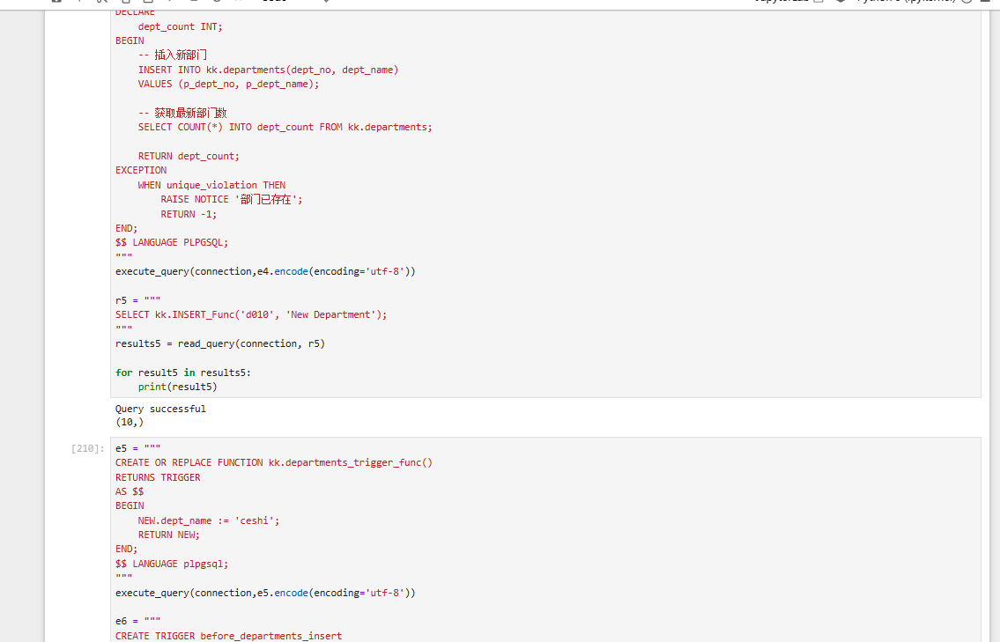 DECLARE
    dept_count INT;
BEGIN
    -- 插入新部门
    INSERT INTO kk.departments(dept_no, dept_name)
    VALUES (p_dept_no, p_dept_name);

    -- 获取最新部门数
    SELECT COUNT(*) INTO dept_count FROM kk.departments;

    RETURN dept_count;
EXCEPTION
    WHEN unique_violation THEN
        RAISE NOTICE '部门已存在';
        RETURN -1;
END;
$$ LANGUAGE PLPGSQL;
"""
execute_query(connection,e4.encode(encoding='utf-8'))

r5 = """
SELECT kk.INSERT_Func('d010', 'New Department');
"""
results5 = read_query(connection, r5)

for result5 in results5:
    print(result5)
Query successful
(10,)
[210]:
e5 = """
CREATE OR REPLACE FUNCTION kk.departments_trigger_func()
RETURNS TRIGGER
AS $$
BEGIN
    NEW.dept_name := 'ceshi';
    RETURN NEW;
END;
$$ LANGUAGE plpgsql;
"""
execute_query(connection,e5.encode(encoding='utf-8'))

e6 = """
CREATE TRIGGER before_departments_insert